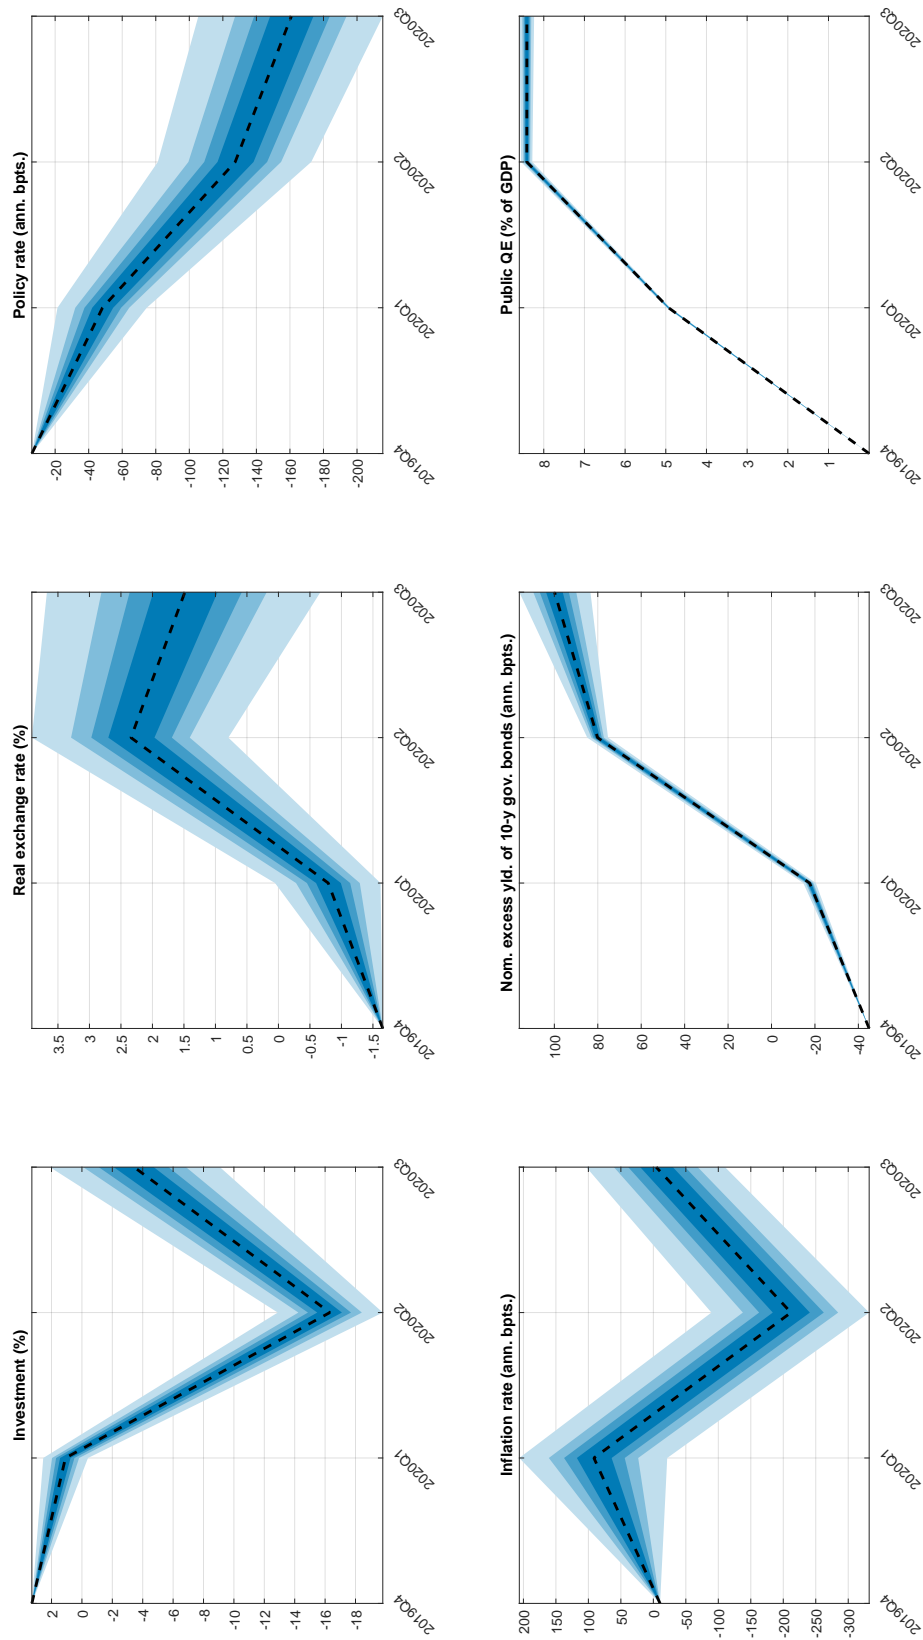 Investment (%)
2
0
-2
-4
-6
-8
-10
-12
-14
-16
-18
2019Q4
2020Q1
2020Q2
2020Q3
Real exchange rate (%)
3.5
3
2.5
2
1.5
1
0.5
0
-0.5
-1
-1.5
2019Q4
2020Q1
2020Q2
2020Q3
Policy rate (ann. bpts.)
-20
-40
-60
-80
-100
-120
-140
-160
-180
-200
2019Q4
2020Q1
2020Q2
2020Q3
Inflation rate (ann. bpts.)
200
150
100
50
0
-50
-100
-150
-200
-250
-300
2019Q4
2020Q1
2020Q2
2020Q3
Nom. excess yld. of 10-y gov. bonds (ann. bpts.)
100
80
60
40
20
0
-20
-40
2019Q4
2020Q1
2020Q2
2020Q3
Public QE (% of GDP)
8
7
6
5
4
3
2
1
2019Q4
2020Q1
2020Q2
2020Q3